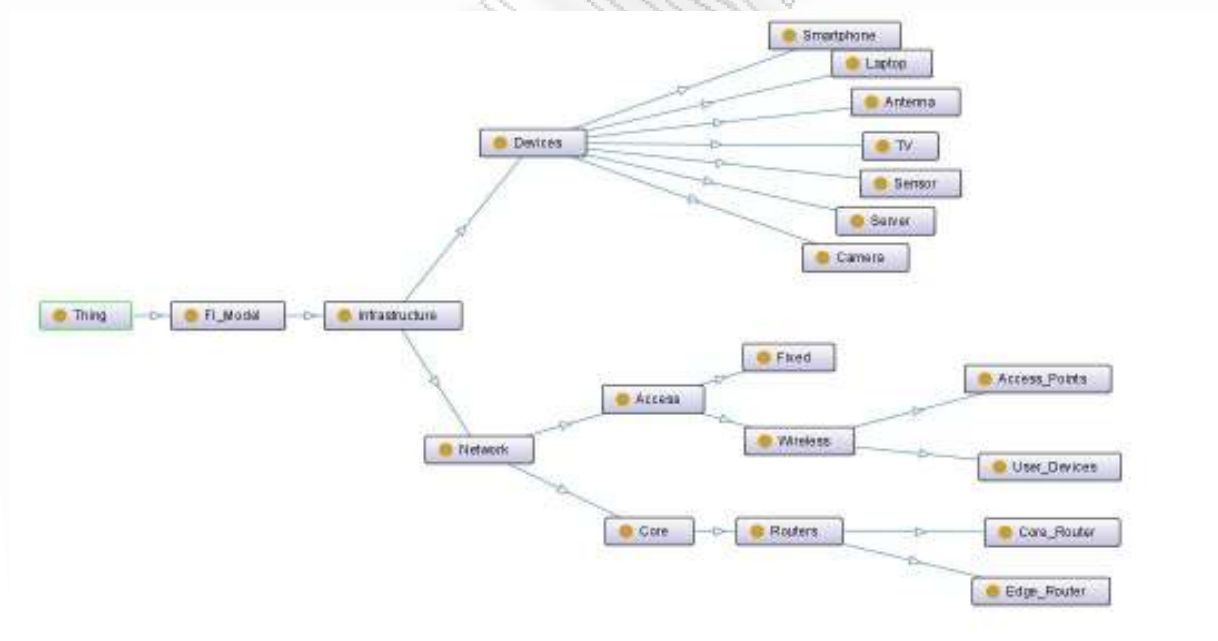 Smartphone
Laptop
Antenna
Devices
TV
Sensor
Server
Camera
Thing
FI_Model
Infrastructure
Fixed
Access_Points
Access
Wireless
Network
User_Devices
Core
Routers
Core_Router
Edge_Router